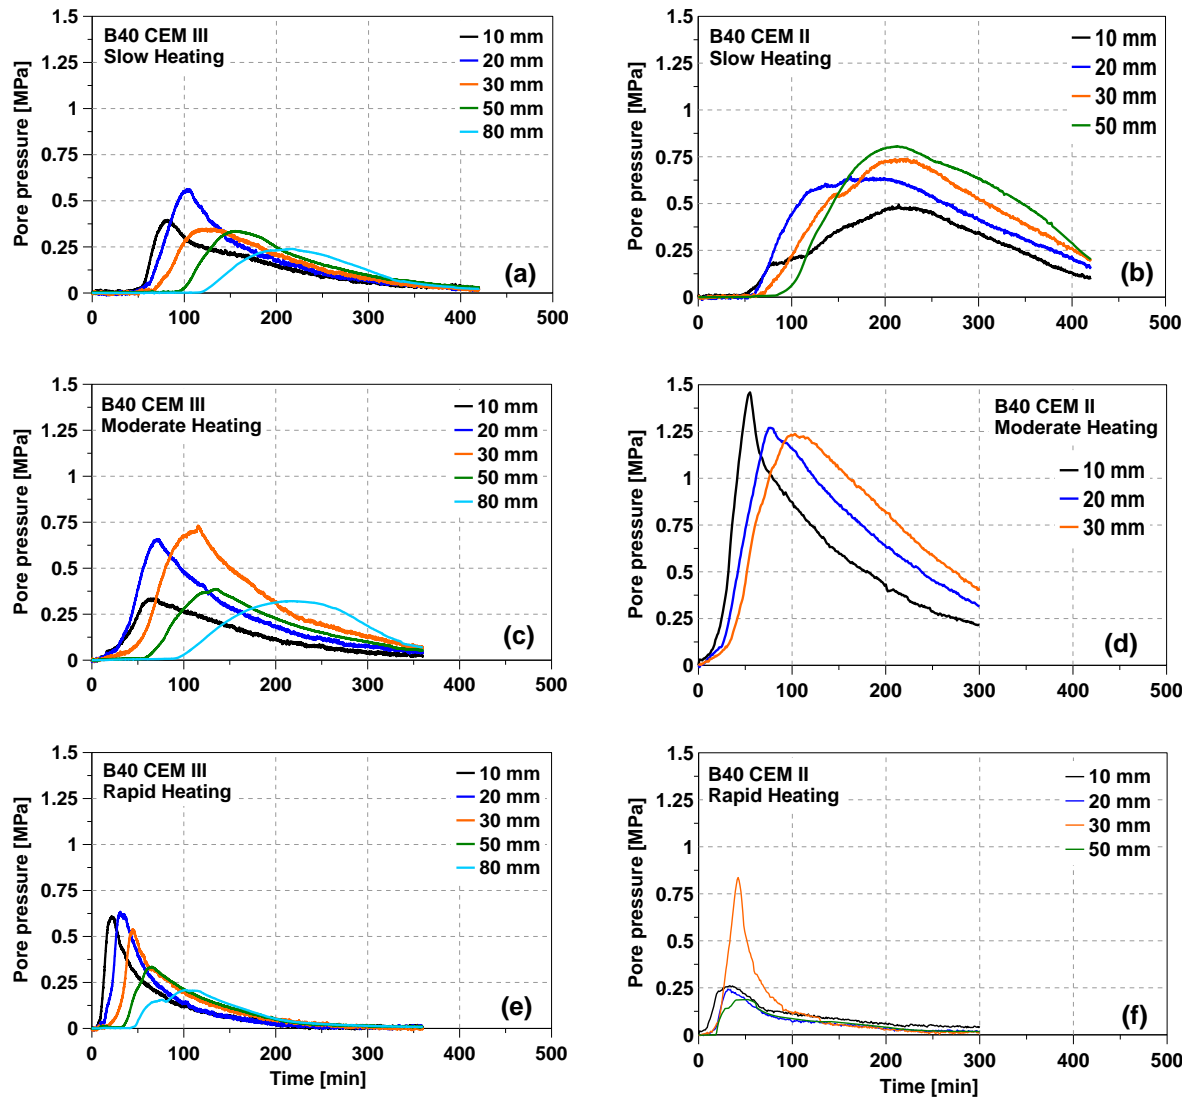 B40 CEM III
Slow Heating
10 mm
20 mm
30 mm
50 mm
80 mm
Pore pressure [MPa]
1.5
1.25
1
0.75
0.5
0.25
0
0 100 200 300 400 500
(a)
B40 CEM II
Slow Heating
10 mm
20 mm
30 mm
50 mm
Pore pressure [MPa]
1.5
1.25
1
0.75
0.5
0.25
0
0 100 200 300 400 500
(b)
B40 CEM III
Moderate Heating
10 mm
20 mm
30 mm
50 mm
80 mm
Pore pressure [MPa]
1.5
1.25
1
0.75
0.5
0.25
0
0 100 200 300 400 500
(c)
B40 CEM II
Moderate Heating
10 mm
20 mm
30 mm
Pore pressure [MPa]
1.5
1.25
1
0.75
0.5
0.25
0
0 100 200 300 400 500
(d)
B40 CEM III
Rapid Heating
10 mm
20 mm
30 mm
50 mm
80 mm
Pore pressure [MPa]
1.5
1.25
1
0.75
0.5
0.25
0
0 100 200 300 400 500
Time [min]
(e)
B40 CEM II
Rapid Heating
10 mm
20 mm
30 mm
50 mm
Pore pressure [MPa]
1.5
1.25
1
0.75
0.5
0.25
0
0 100 200 300 400 500
Time [min]
(f)